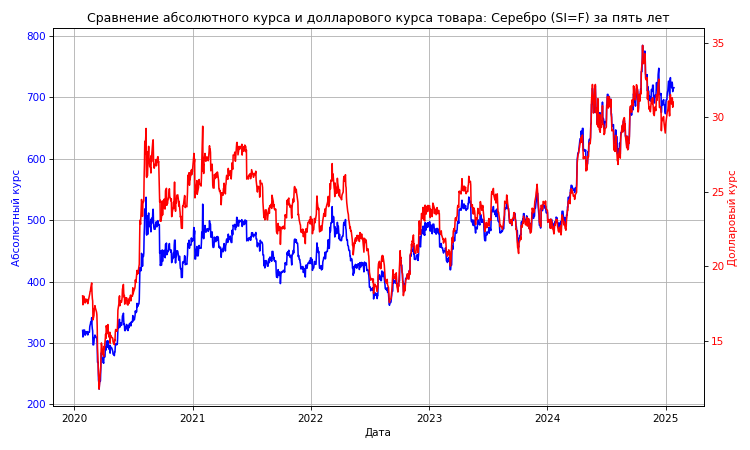 Сравнение абсолютного курса и долларового курса товара: Серебро (SI=F) за пять лет
800
700
600
500
400
300
200
Абсолютный курс
35
30
25
20
15
Долларовый курс
2020 2021 2022 2023 2024 2025
Дата